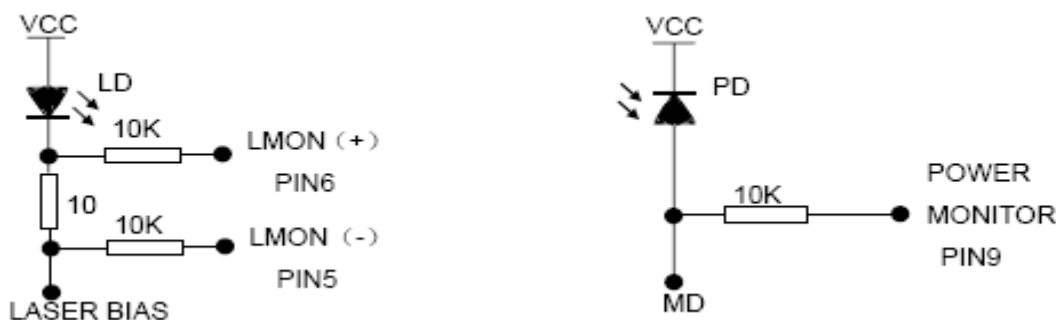 VCC
LD
10K
LMON（+）
PIN6
10
10K
LMON（-）
PIN5
LASER BIAS
VCC
PD
10K
POWER
MONITOR
PIN9
MD